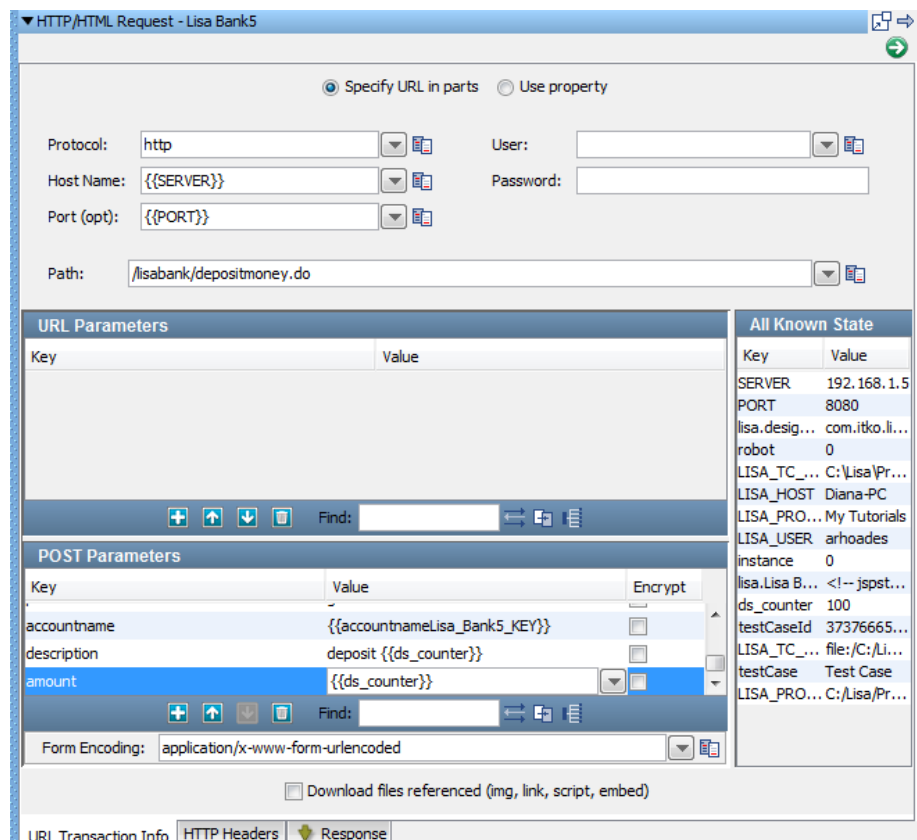 HTTP/HTML Request - Lisa Bank5
Specify URL in parts Use property
Protocol: http User:
Host Name: {{SERVER}} Password:
Port (opt): {{PORT}}
Path: /lisabank/depositmoney.do
URL Parameters
Key Value
Find:
POST Parameters
Key Value Encrypt
accountname {{accountnameLisa_Bank5_KEY}}
description deposit {{ds_counter}}
amount {{ds_counter}}
Find:
Form Encoding: application/x-www-form-urlencoded
All Known State
Key Value
SERVER 192.168.1.5
PORT 8080
lisa.desig... com.itko.li...
robot 0
LISA_TC_... C:\Lisa\Pr...
LISA_HOST Diana-PC
LISA_PRO... My Tutorials
LISA_USER arhoades
instance 0
lisa.Lisa B... <!-- jspst...
ds_counter 100
testCaseId 37376665...
LISA_TC_... file:/C:/Li...
testCase Test Case
LISA_PRO... C:/Lisa/Pr...
Download files referenced (img, link, script, embed)
URL Transaction Info HTTP Headers Response